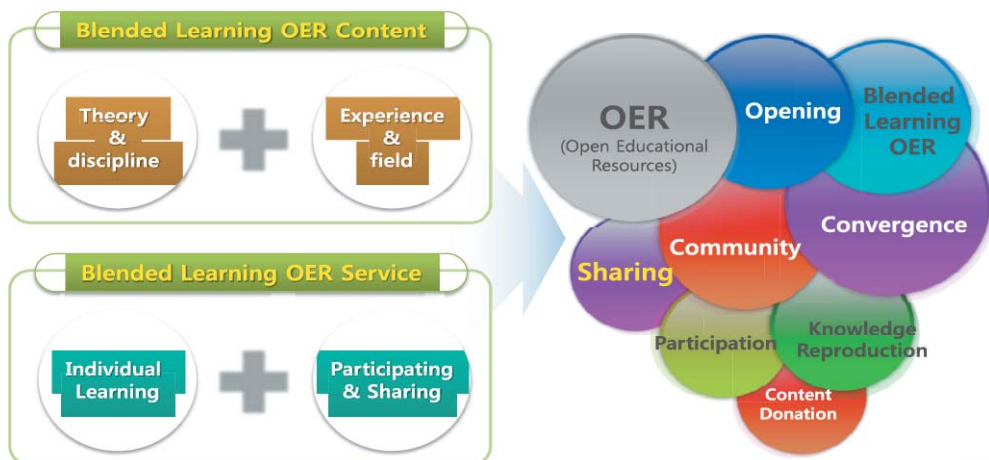 Blended Learning OER Content
Theory
&
discipline
Experience
&
field
Blended Learning OER Service
Individual
Learning
Participating
& Sharing
OER
(Open Educational
Resources)
Opening
Blended
Learning
OER
Convergence
Community
Sharing
Participation
Knowledge
Reproduction
Content
Donation